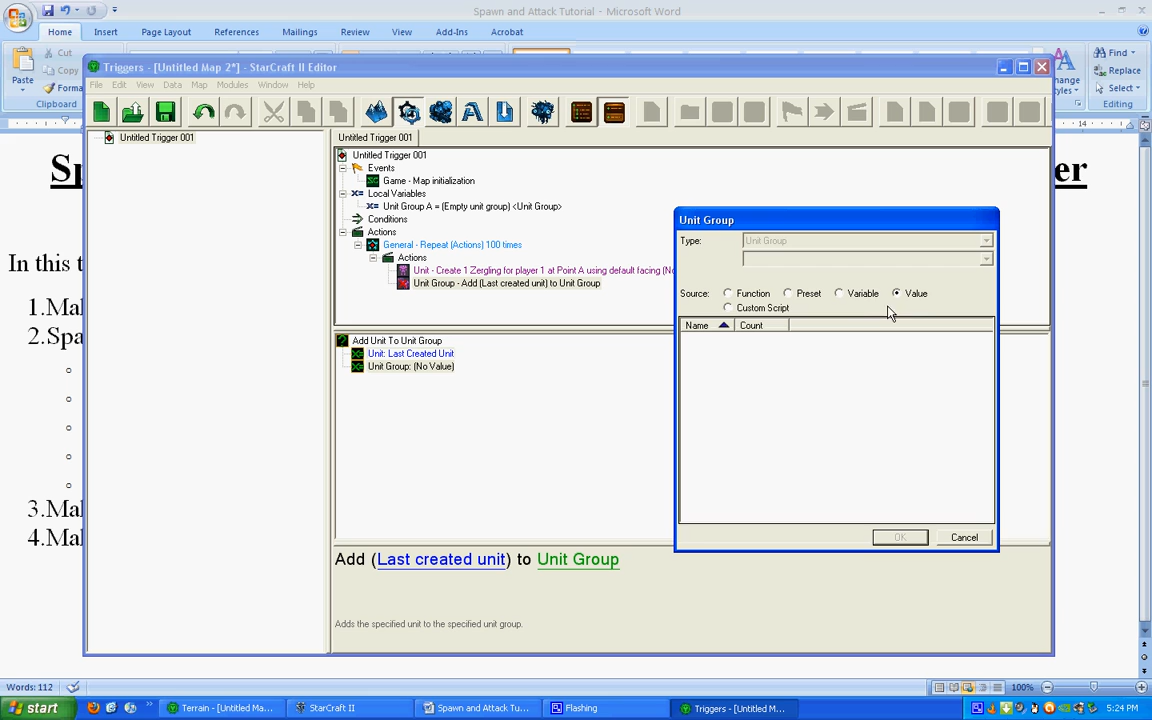 Spawn and Attack Tutorial - Microsoft Word
Home Insert Page Layout References Mailings Review View Add-Ins Acrobat
Paste
Cut
Copy
Clipboard
Find
Replace
Select
Editing
Triggers - [Untitled Map 2*] - StarCraft II Editor
File Edit View Data Map Modules Window Help
Untitled Trigger 001
Untitled Trigger 001
Untitled Trigger 001
Events
Game - Map initialization
Local Variables
Unit Group A = (Empty unit group) <Unit Group>
Conditions
Actions
General - Repeat (Actions) 100 times
Actions
Unit - Create 1 Zergling for player 1 at Point A using default facing (No
Unit Group - Add (Last created unit) to Unit Group
Add Unit To Unit Group
Unit: Last Created Unit
Unit Group: (No Value)
Add (Last created unit) to Unit Group
Adds the specified unit to the specified unit group.
Unit Group
Type: Unit Group
Source: Function Preset Variable Value
Custom Script
Name Count
OK Cancel
Sp
er
In this t
1.Mal
2.Spa
3.Mal
4.Mal
14
Words: 112
100%
start
Terrain - [Untitled Ma...
StarCraft II
Spawn and Attack Tu...
Flashing
Triggers - [Untitled M...
5:24 PM